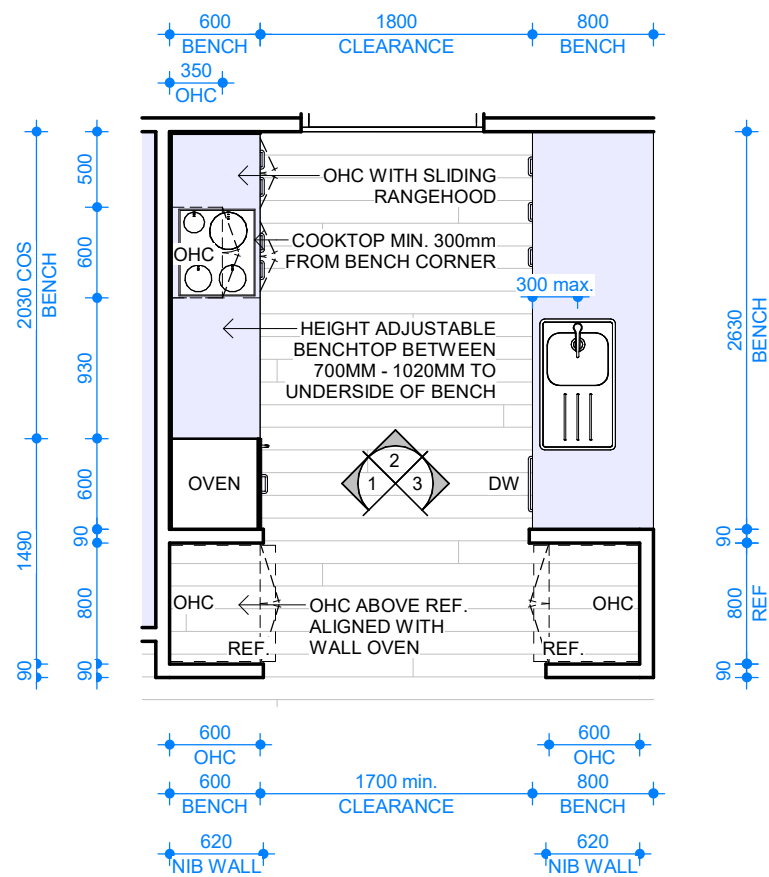 600
1800
800
BENCH
CLEARANCE
BENCH
350
OHC
500
OHC WITH SLIDING
RANGEHOOD
COOKTOP MIN. 300mm
FROM BENCH CORNER
OHC
600
2030 COS
BENCH
300 max.
2630
BENCH
930
HEIGHT ADJUSTABLE
BENCHTOP BETWEEN
700MM - 1020MM TO
UNDERSIDE OF BENCH
600
OVEN
1
2
3
DW
1490
90
90
800
OHC
OHC ABOVE REF.
ALIGNED WITH
WALL OVEN
OHC
800
REF
REF.
REF.
90
90
90
600
OHC
600
OHC
600
1700 min.
800
BENCH
CLEARANCE
BENCH
620
NIB WALL
620
NIB WALL